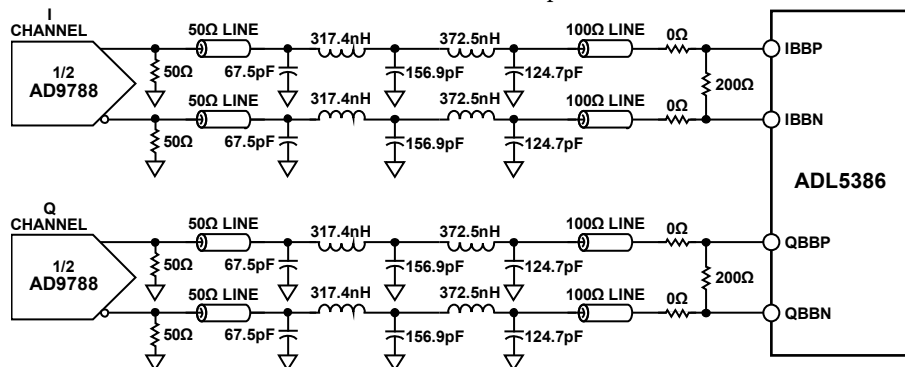 I
CHANNEL
1/2
AD9788
50Ω
50Ω LINE
67.5pF
317.4nH
156.9pF
372.5nH
124.7pF
100Ω LINE
0Ω
IBBP
50Ω
50Ω LINE
67.5pF
317.4nH
156.9pF
372.5nH
124.7pF
100Ω LINE
0Ω
200Ω
IBBN
ADL5386
Q
CHANNEL
1/2
AD9788
50Ω
50Ω LINE
67.5pF
317.4nH
156.9pF
372.5nH
124.7pF
100Ω LINE
0Ω
QBBP
50Ω
50Ω LINE
67.5pF
317.4nH
156.9pF
372.5nH
124.7pF
100Ω LINE
0Ω
200Ω
QBBN